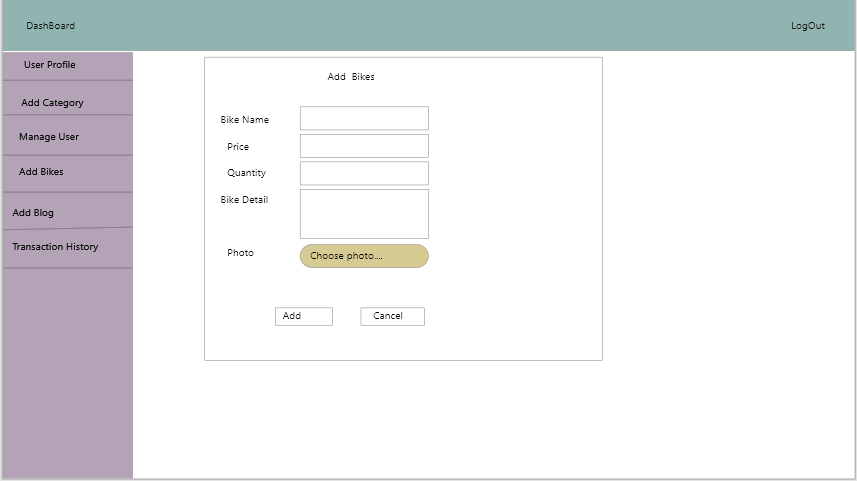 DashBoard
LogOut
User Profile
Add Category
Manage User
Add Bikes
Add Blog
Transaction History
Add Bikes
Bike Name
Price
Quantity
Bike Detail
Photo
Choose photo....
Add
Cancel